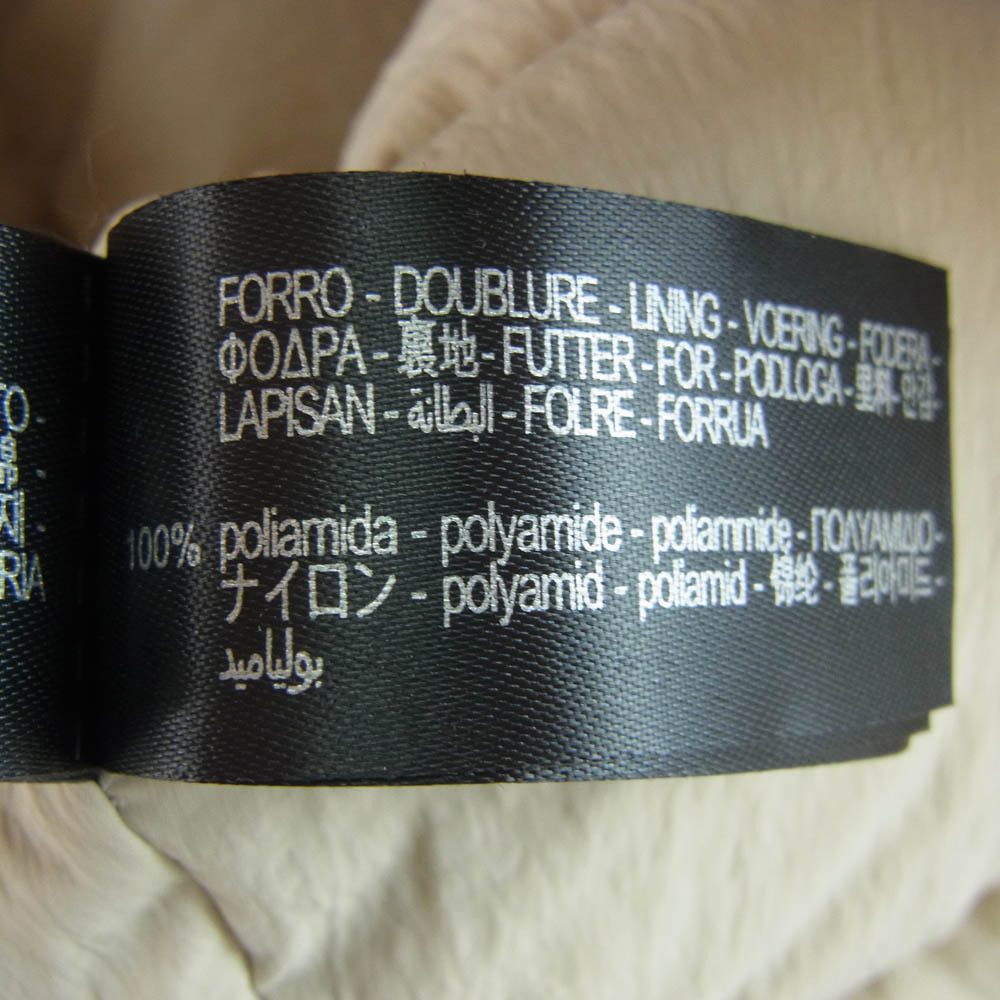 FORRO - DOUBLURE - LINING - VOERING - FODERA -
ΦΟΔΡΑ - 裏地 - FUTTER - FOR - PODLOGA - 里料 - 안감 -
LAPISAN - البطانة - FOLRE - FORRUA
100% poliamida - polyamide - poliammide - ΠΟΛΥΑΜΙΔΙΟ -
ナイロン - polyamid - poliamid - 锦纶 - 폴리아미드 -
بولياميد
RIA